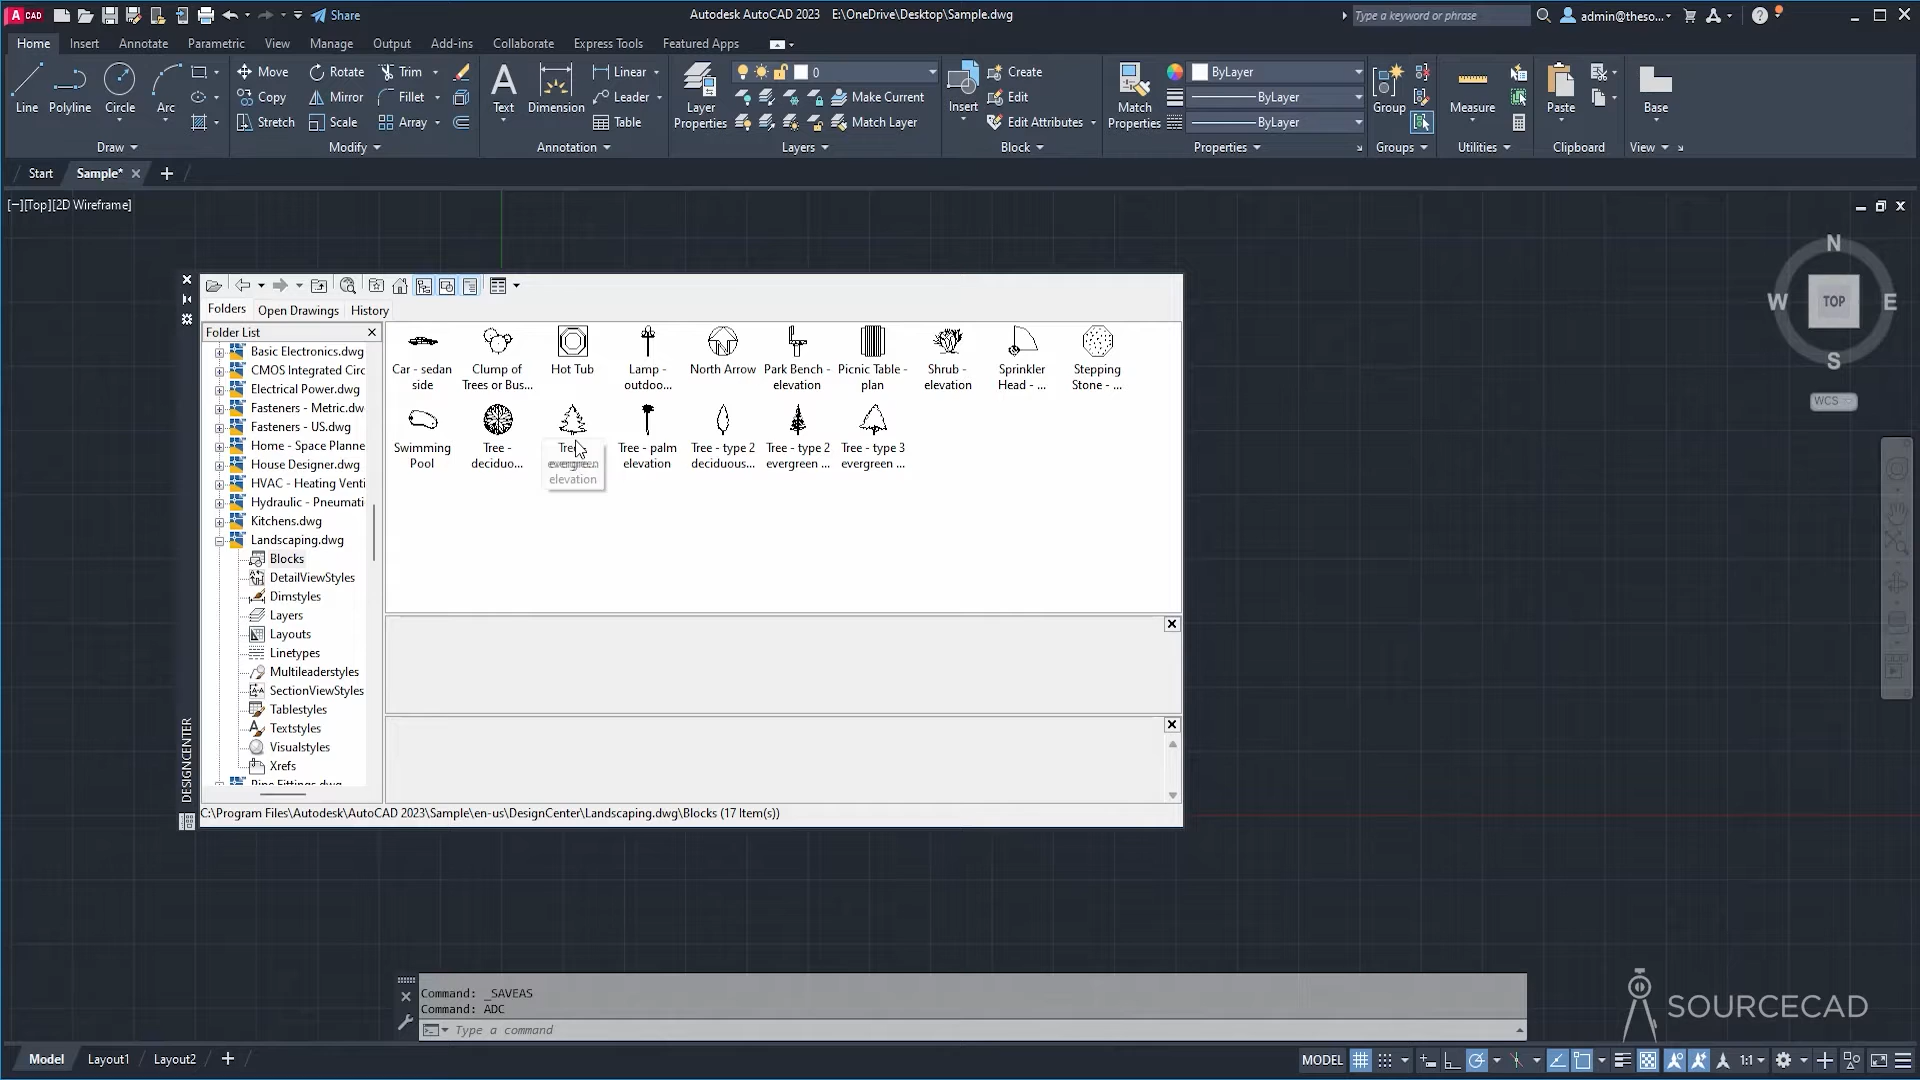 CAD
Share
Autodesk AutoCAD 2023 E:\OneDrive\Desktop\Sample.dwg
Type a keyword or phrase
admin@theso...
Home Insert Annotate Parametric View Manage Output Add-ins Collaborate Express Tools Featured Apps
Line
Polyline
Circle
Arc
Draw
Move
Copy
Stretch
Rotate
Mirror
Scale
Trim
Fillet
Array
Modify
Text
Dimension
Linear
Leader
Table
Annotation
Layer
Properties
0
Make Current
Match Layer
Layers
Insert
Create
Edit
Edit Attributes
Block
Match
Properties
ByLayer
ByLayer
ByLayer
Properties
Group
Groups
Measure
Utilities
Paste
Clipboard
Base
View
Start
Sample*
[−][Top][2D Wireframe]
N
W
TOP
E
S
WCS
Folders
Open Drawings
History
Folder List
Basic Electronics.dwg
CMOS Integrated Circ
Electrical Power.dwg
Fasteners - Metric.dw
Fasteners - US.dwg
Home - Space Planne
House Designer.dwg
HVAC - Heating Venti
Hydraulic - Pneumati
Kitchens.dwg
Landscaping.dwg
Blocks
DetailViewStyles
Dimstyles
Layers
Layouts
Linetypes
Multileaderstyles
SectionViewStyles
Tablestyles
Textstyles
Visualstyles
Xrefs
Pipe Fittings.dwg
Car - sedan
side
Clump of
Trees or Bus...
Hot Tub
Lamp -
outdoo...
North Arrow
Park Bench -
elevation
Picnic Table -
plan
Shrub -
elevation
Sprinkler
Head - ...
Stepping
Stone - ...
Swimming
Pool
Tree -
deciduo...
evergreen
elevation
Tree - palm
elevation
Tree - type 2
deciduous...
Tree - type 2
evergreen ...
Tree - type 3
evergreen ...
DESIGNCENTER
C:\Program Files\Autodesk\AutoCAD 2023\Sample\en-us\DesignCenter\Landscaping.dwg\Blocks (17 Item(s))
Command: _SAVEAS
Command: ADC
Type a command
SOURCECAD
Model
Layout1
Layout2
MODEL
1:1